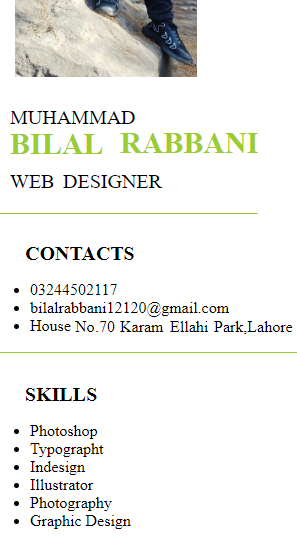 MUHAMMAD
BILAL RABBANI
WEB DESIGNER
CONTACTS
03244502117
bilalrabbani12120@gmail.com
House No.70 Karam Ellahi Park,Lahore
SKILLS
Photoshop
Typographt
Indesign
Illustrator
Photography
Graphic Design